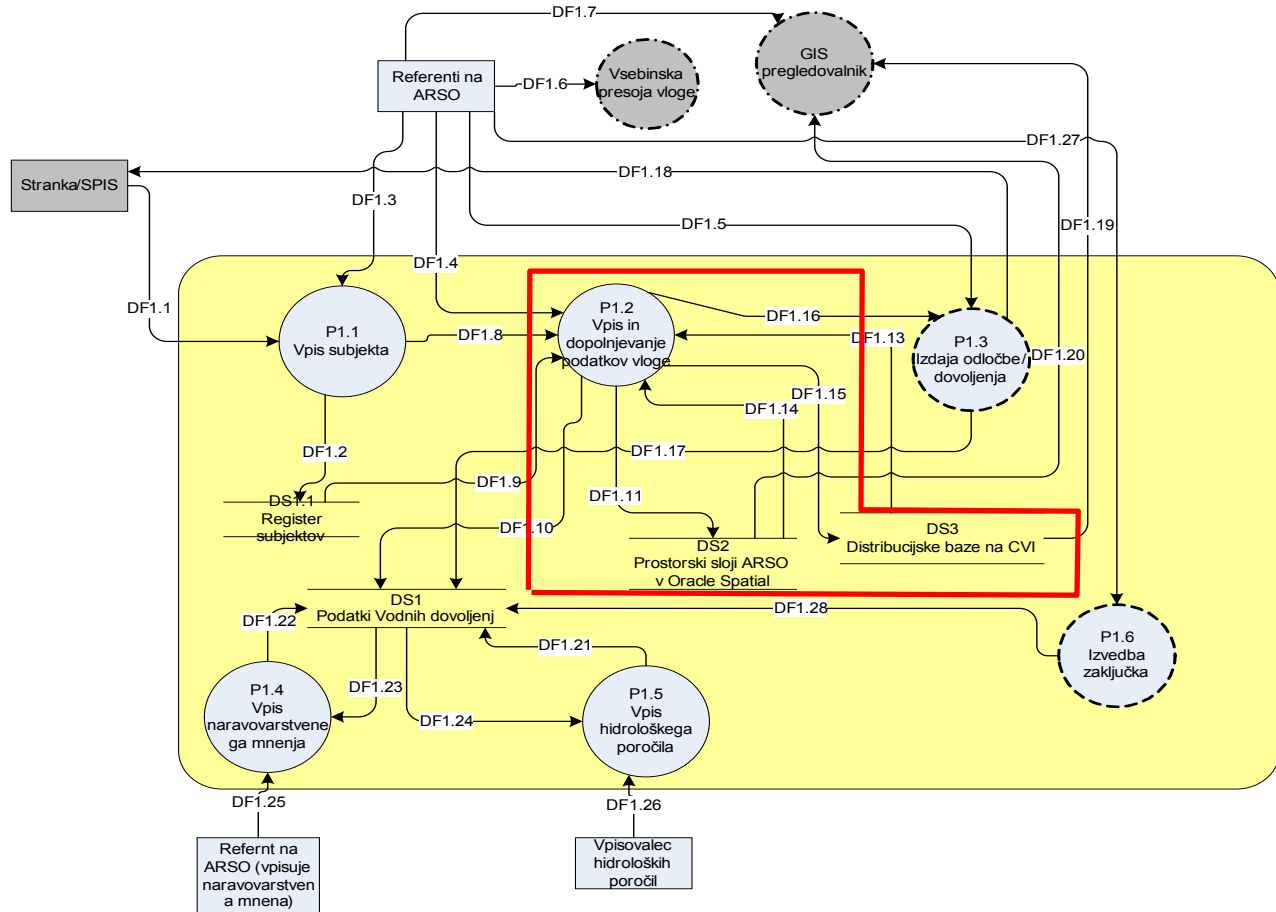 DF1.7
GIS
pregledovalnik
Referenti na
ARSO
DF1.6
Vsebinska
presoja vloge
DF1.27
Stranka/SPIS
DF1.18
DF1.3
DF1.5
DF1.19
DF1.4
DF1.1
P1.1
Vpis subjekta
DF1.8
P1.2
Vpis in
dopolnjevanje
podatkov vloge
DF1.16
DF1.13
P1.3
Izdaja odločbe/
dovoljenja
DF1.20
DF1.15
DF1.14
DF1.2
DF1.17
DF1.9
DF1.11
DS1.1
Register
subjektov
DF1.10
DS2
Prostorski sloji ARSO
v Oracle Spatial
DS3
Distribucijske baze na CVI
DS1
Podatki Vodnih dovoljenj
DF1.28
DF1.22
DF1.21
P1.6
Izvedba
zaključka
P1.4
Vpis
naravovarstvene
ga mnenja
DF1.23
DF1.24
P1.5
Vpis
hidrološkega
poročila
DF1.25
DF1.26
Refernt na
ARSO (vpisuje
naravovarstven
a mnena)
Vpisovalec
hidroloških
poročil